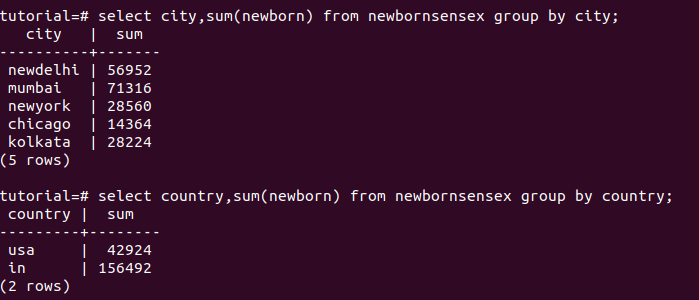 tutorial=# select city,sum(newborn) from newbornsensex group by city;
   city   |  sum
----------+-------
 newdelhi | 56952
 mumbai   | 71316
 newyork  | 28560
 chicago  | 14364
 kolkata  | 28224
(5 rows)

tutorial=# select country,sum(newborn) from newbornsensex group by country;
 country |  sum
---------+--------
 usa     |  42924
 in      | 156492
(2 rows)